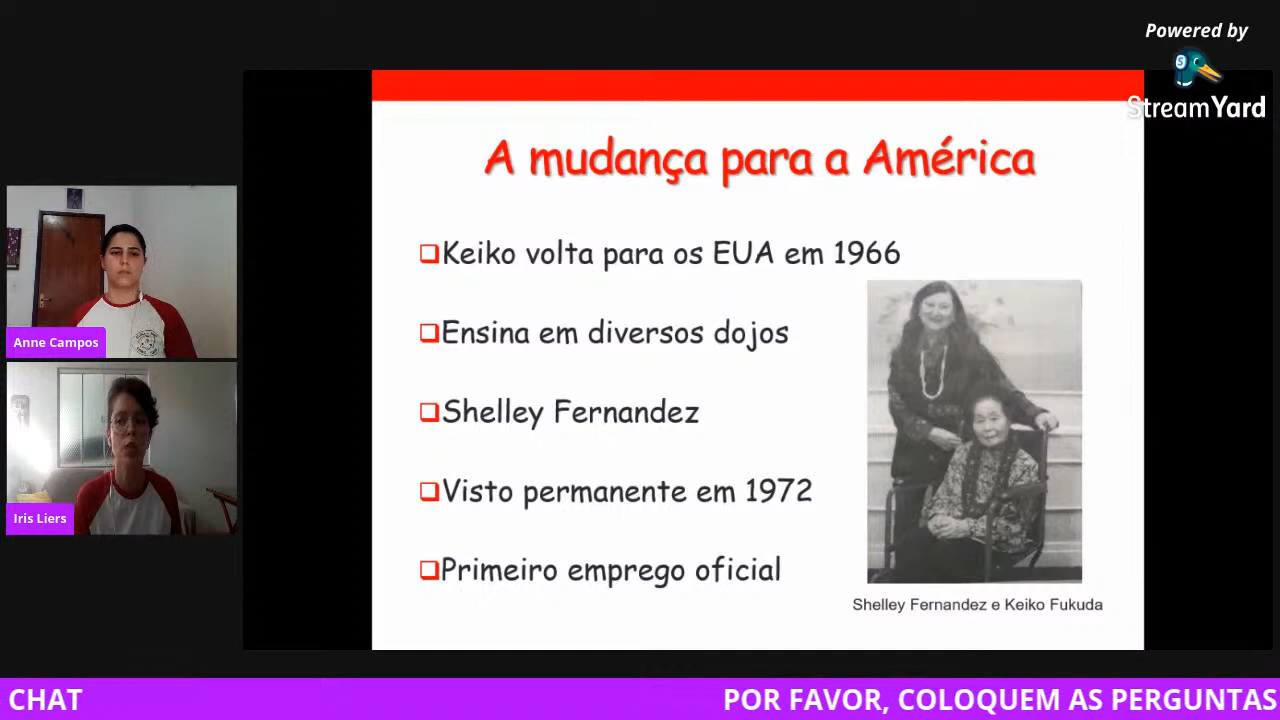 Powered by
StreamYard
A mudança para a América
Keiko volta para os EUA em 1966
Ensina em diversos dojos
Shelley Fernandez
Visto permanente em 1972
Primeiro emprego oficial
Shelley Fernandez e Keiko Fukuda
Anne Campos
Iris Liers
CHAT
POR FAVOR, COLOQUEM AS PERGUNTAS